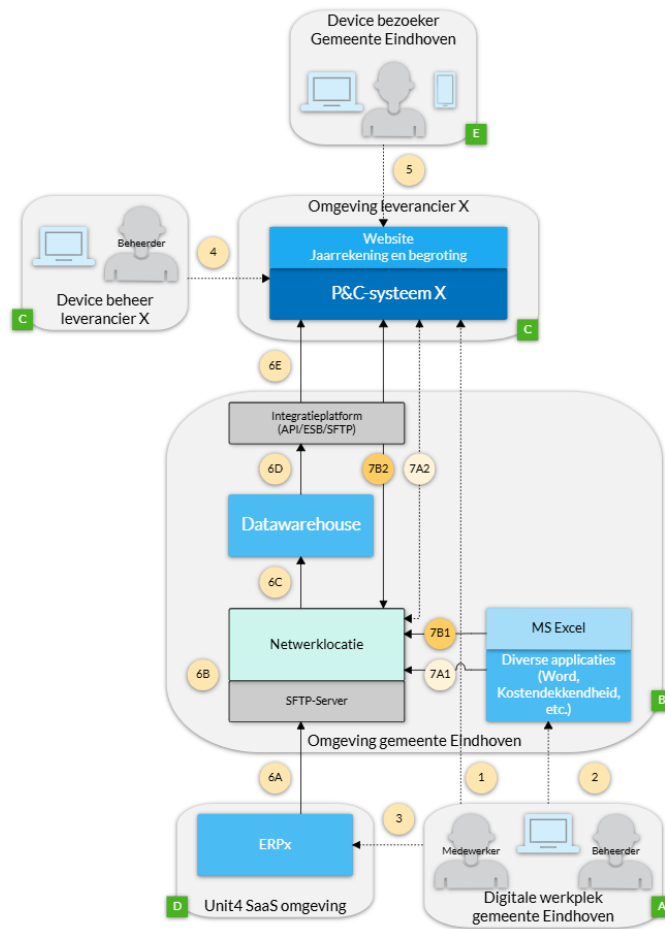 Device bezoeker
Gemeente Eindhoven
E
5
Omgeving leverancier X
Website
Jaarrekening en begroting
P&C-systeem X
C
Beheerder
4
Device beheer
leverancier X
C
6E
Integratieplatform
(API/ESB/SFTP)
7B2
7A2
6D
Datawarehouse
6C
Netwerklocatie
7B1
MS Excel
6B
7A1
Diverse applicaties
(Word,
Kostendekkendheid,
etc.)
SFTP-Server
B
Omgeving gemeente Eindhoven
6A
1
2
3
ERPx
Medewerker
Beheerder
D
Unit4 SaaS omgeving
Digitale werkplek
gemeente Eindhoven
A